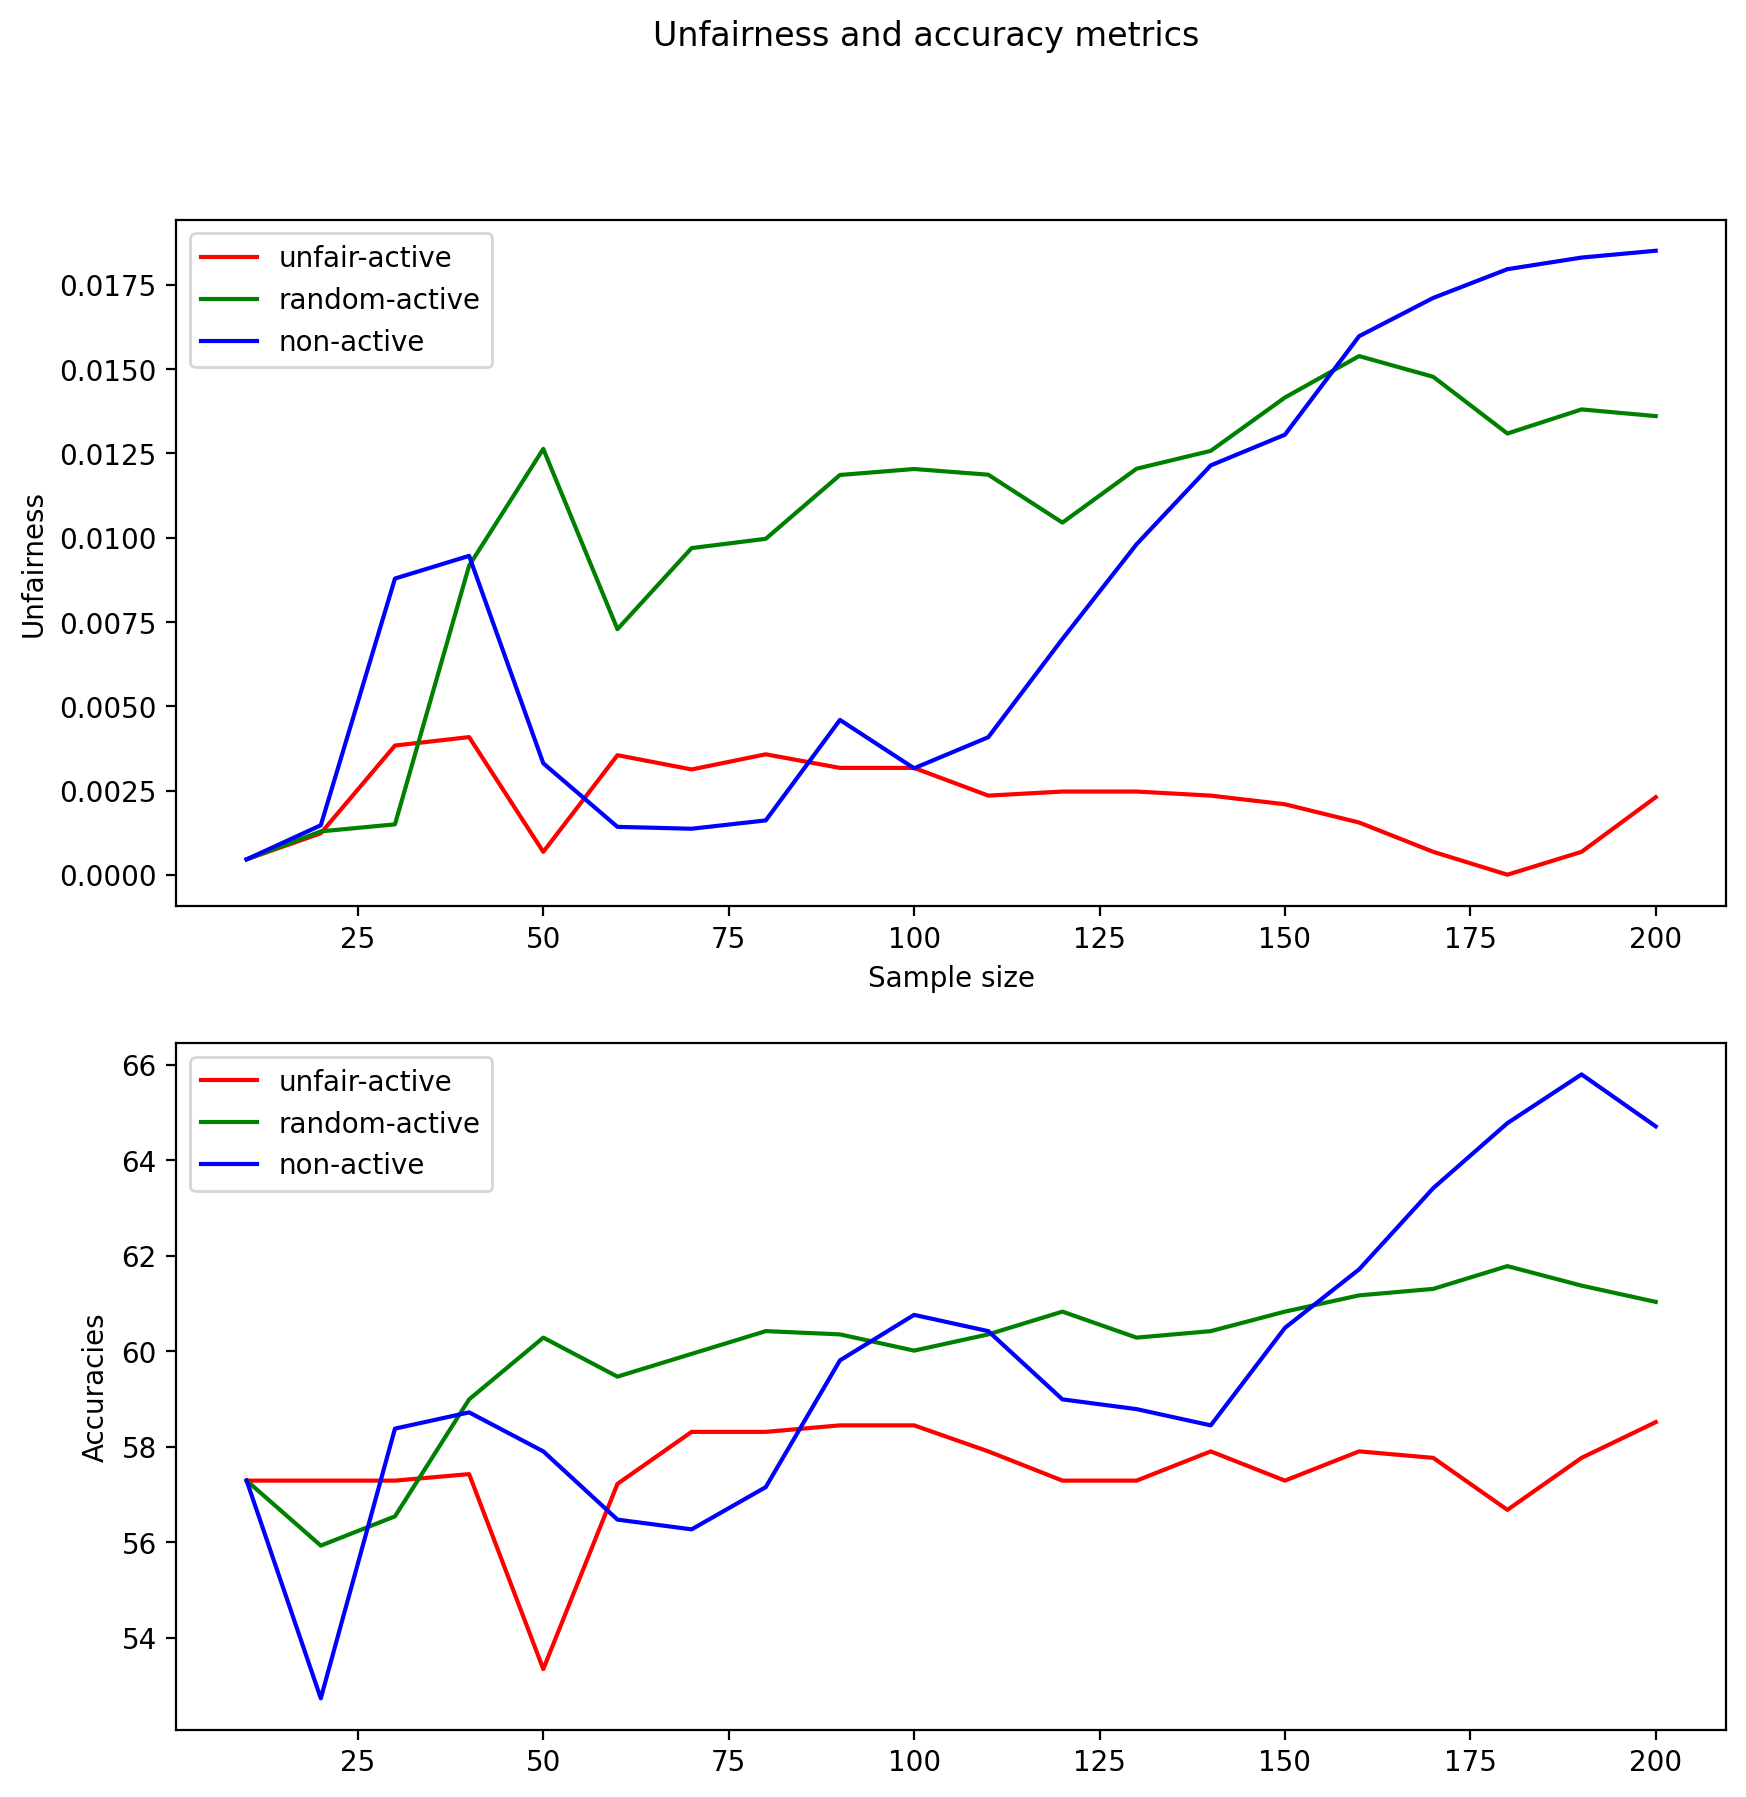 Unfairness and accuracy metrics
unfair-active
random-active
non-active
0.0175
0.0150
0.0125
0.0100
0.0075
0.0050
0.0025
0.0000
Unfairness
25 50 75 100 125 150 175 200
Sample size
unfair-active
random-active
non-active
66
64
62
60
58
56
54
Accuracies
25 50 75 100 125 150 175 200